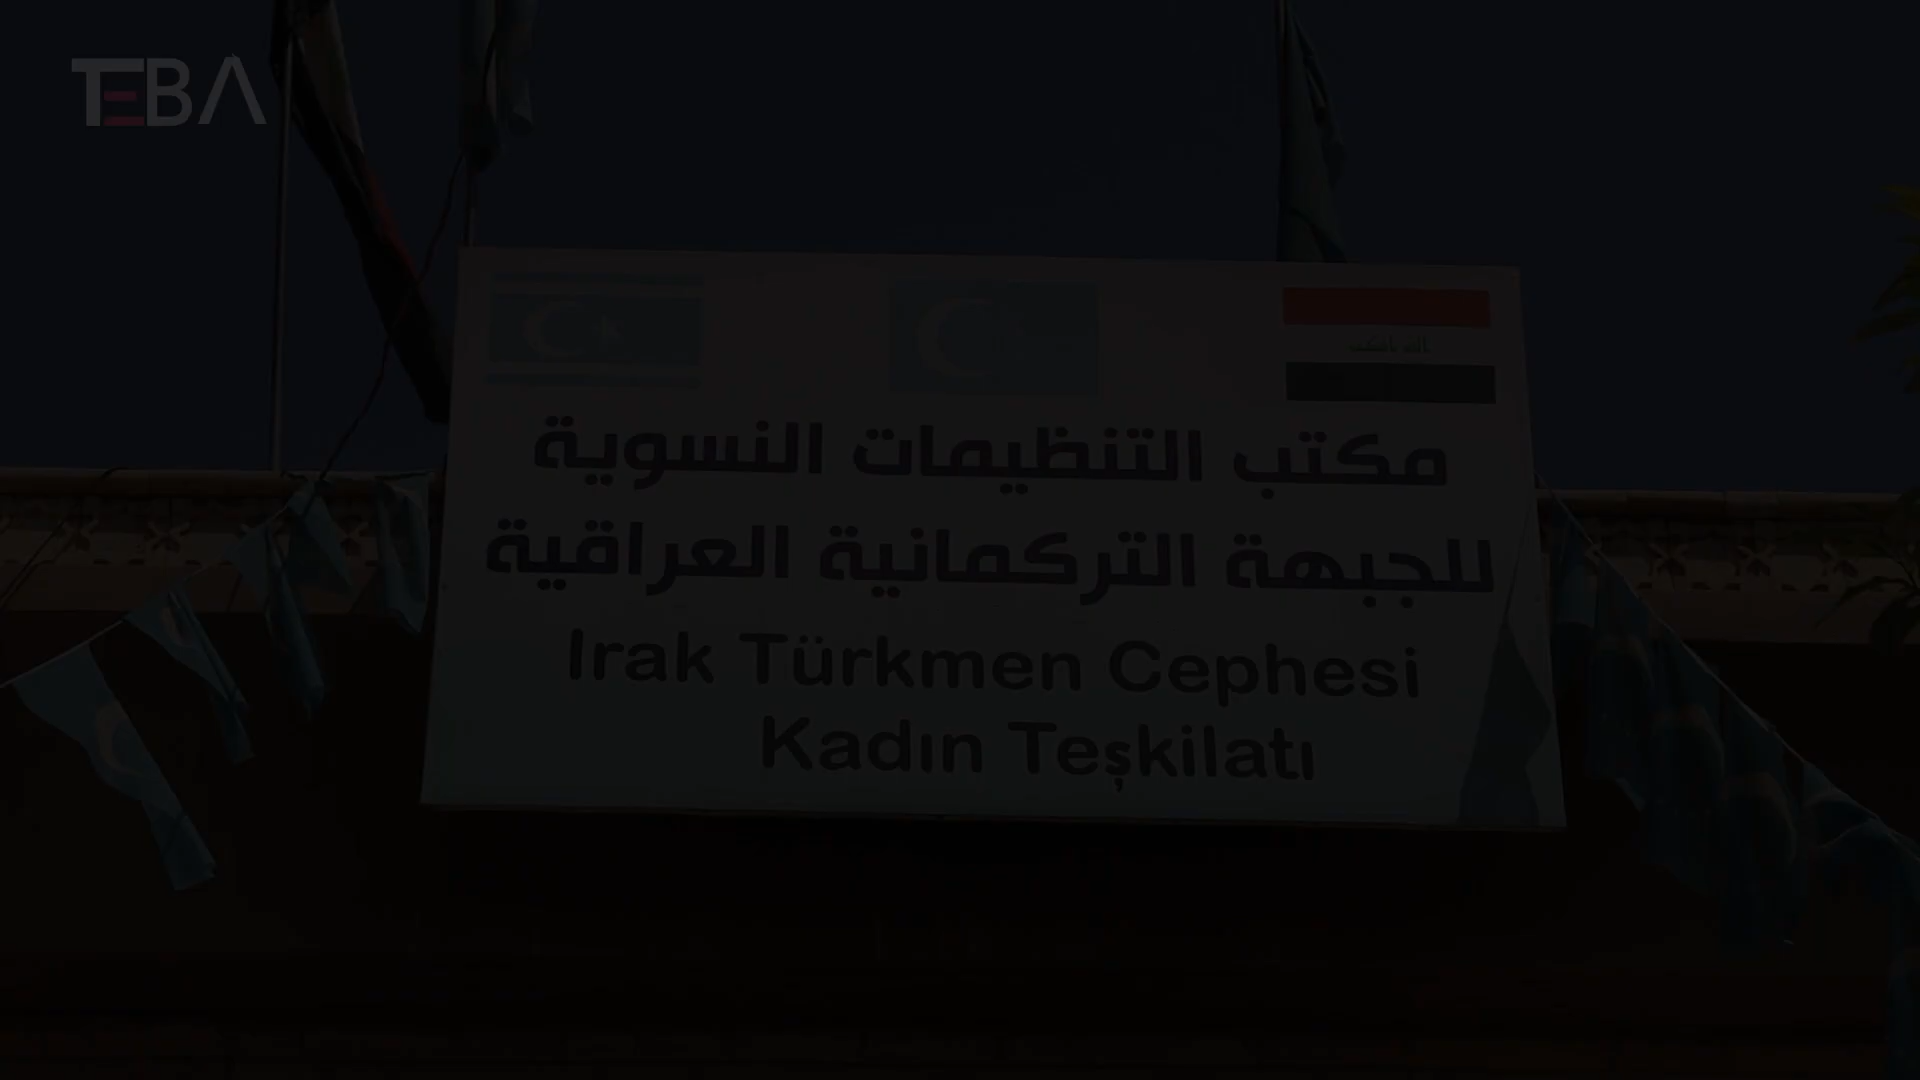 TEBA
مكتب التنظيمات النسوية
للجبهة التركمانية العراقية
Irak Türkmen Cephesi
Kadın Teşkilatı